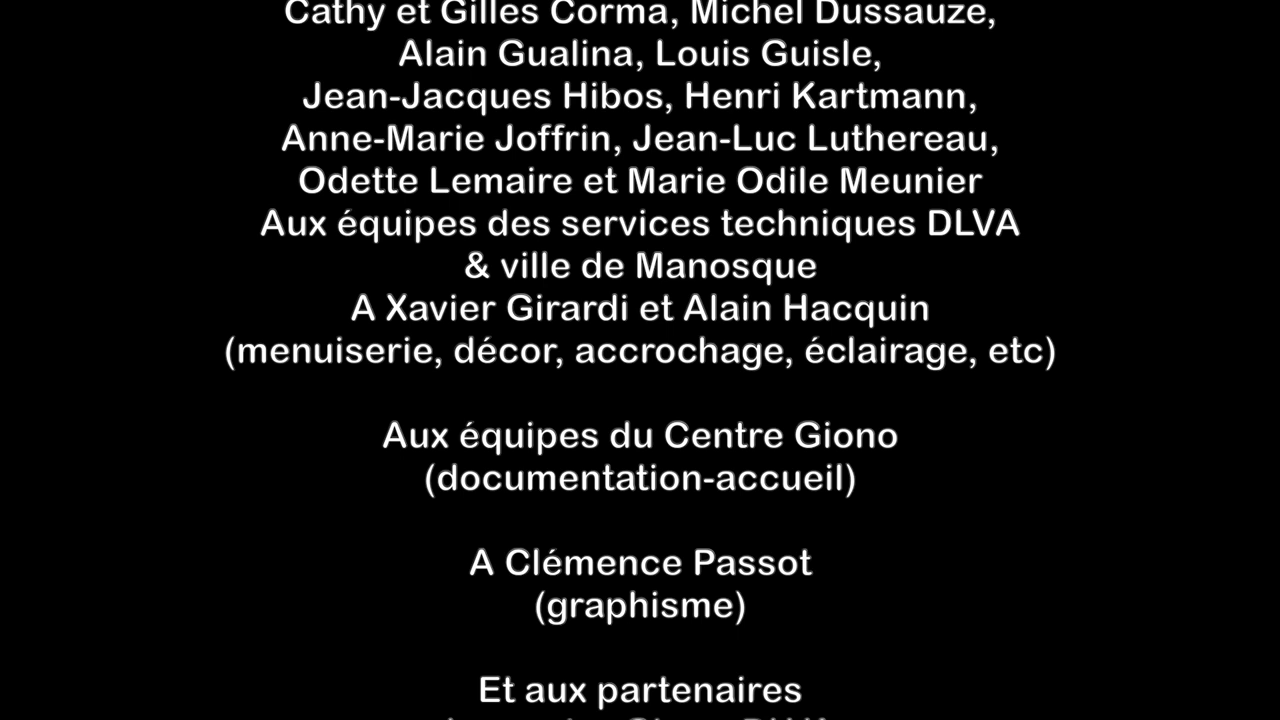 Cathy et Gilles Corma, Michel Dussauze,
Alain Gualina, Louis Guisle,
Jean-Jacques Hibos, Henri Kartmann,
Anne-Marie Joffrin, Jean-Luc Luthereau,
Odette Lemaire et Marie Odile Meunier
Aux équipes des services techniques DLVA
& ville de Manosque
A Xavier Girardi et Alain Hacquin
(menuiserie, décor, accrochage, éclairage, etc)
Aux équipes du Centre Giono
(documentation-accueil)
A Clémence Passot
(graphisme)
Et aux partenaires